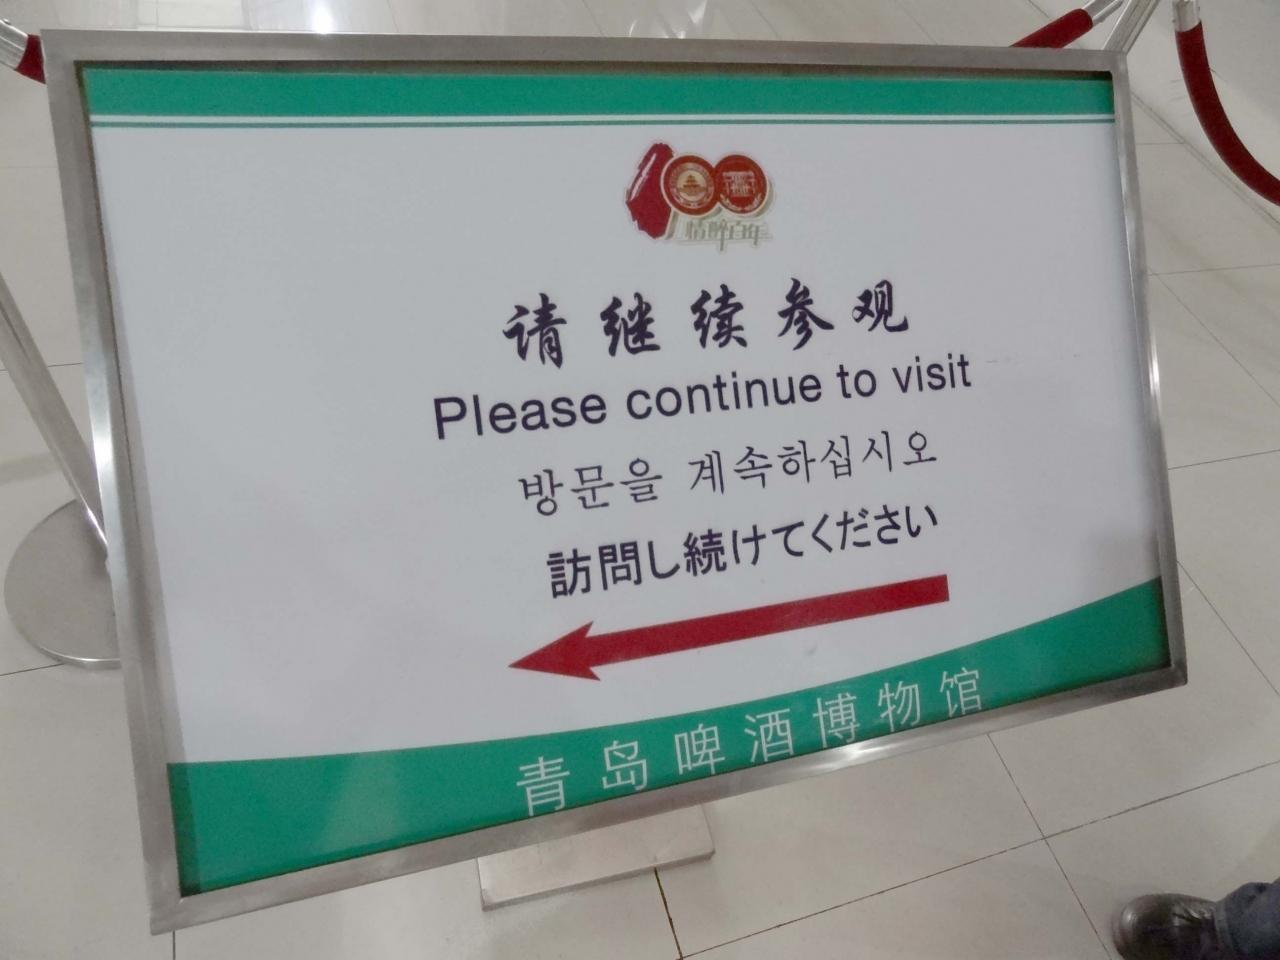 情醉百年
请继续参观
Please continue to visit
방문을 계속하십시오
訪問し続けてください
青岛啤酒博物馆